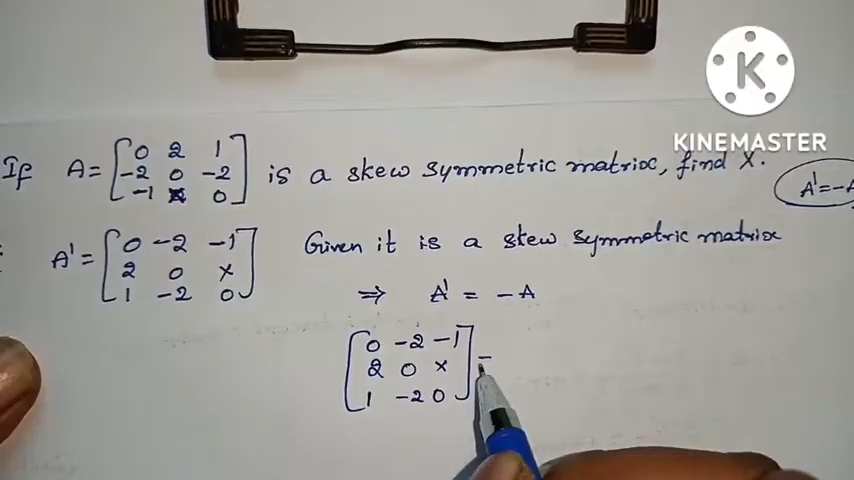 If A = [0 2 1 is a skew symmetric matrix, find x.
-2 0 -2
-1 x 0]
A' = -A
A' = [0 -2 -1 Given it is a skew symmetric matrix
2 0 x
1 -2 0]
⇒ A' = -A
[0 -2 -1
2 0 x
1 -2 0] =
K
KINEMASTER